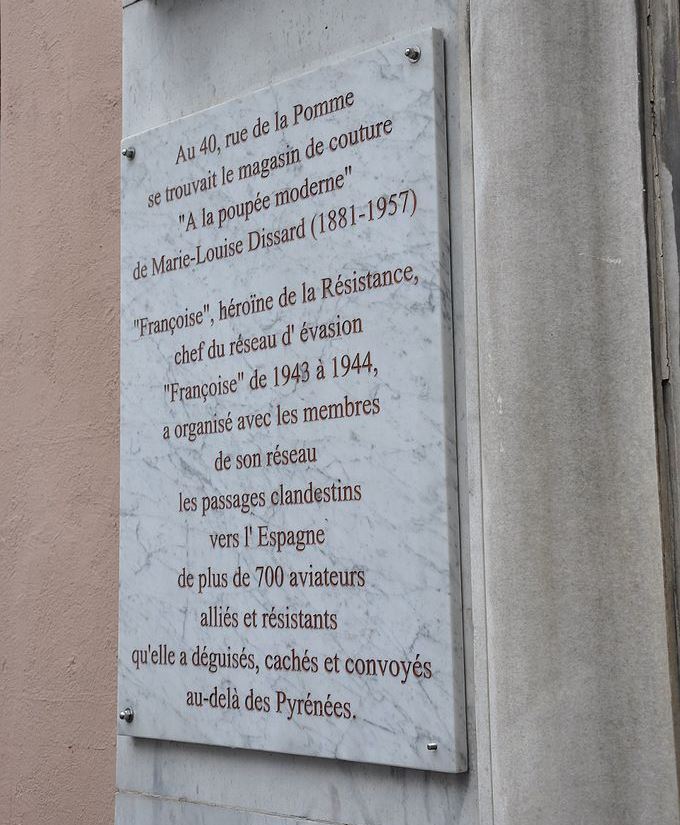 Au 40, rue de la Pomme
se trouvait le magasin de couture
"A la poupée moderne"
de Marie-Louise Dissard (1881-1957)
"Françoise", héroïne de la Résistance,
chef du réseau d' évasion
"Françoise" de 1943 à 1944,
a organisé avec les membres
de son réseau
les passages clandestins
vers l' Espagne
de plus de 700 aviateurs
alliés et résistants
qu'elle a déguisés, cachés et convoyés
au-delà des Pyrénées.